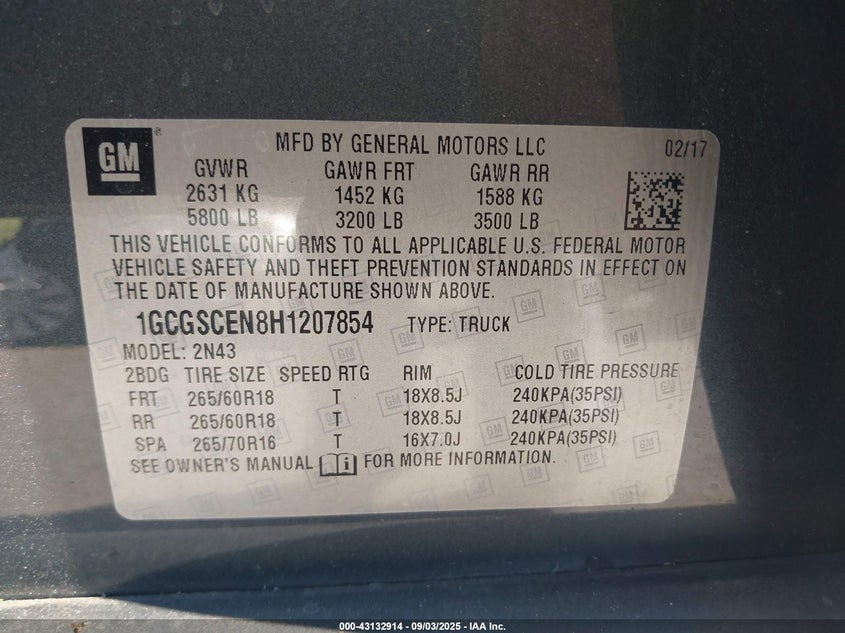 GM
MFD BY GENERAL MOTORS LLC 02/17
GVWR GAWR FRT GAWR RR
2631 KG 1452 KG 1588 KG
5800 LB 3200 LB 3500 LB
THIS VEHICLE CONFORMS TO ALL APPLICABLE U.S. FEDERAL MOTOR
VEHICLE SAFETY AND THEFT PREVENTION STANDARDS IN EFFECT ON
THE DATE OF MANUFACTURE SHOWN ABOVE.
1GCGSCEN8H1207854 TYPE: TRUCK
MODEL: 2N43
2BDG TIRE SIZE SPEED RTG RIM COLD TIRE PRESSURE
FRT 265/60R18 T 18X8.5J 240KPA(35PSI)
RR 265/60R18 T 18X8.5J 240KPA(35PSI)
SPA 265/70R16 T 16X7.0J 240KPA(35PSI)
SEE OWNER'S MANUAL FOR MORE INFORMATION.
000-43132914 - 09/03/2025 - IAA Inc.